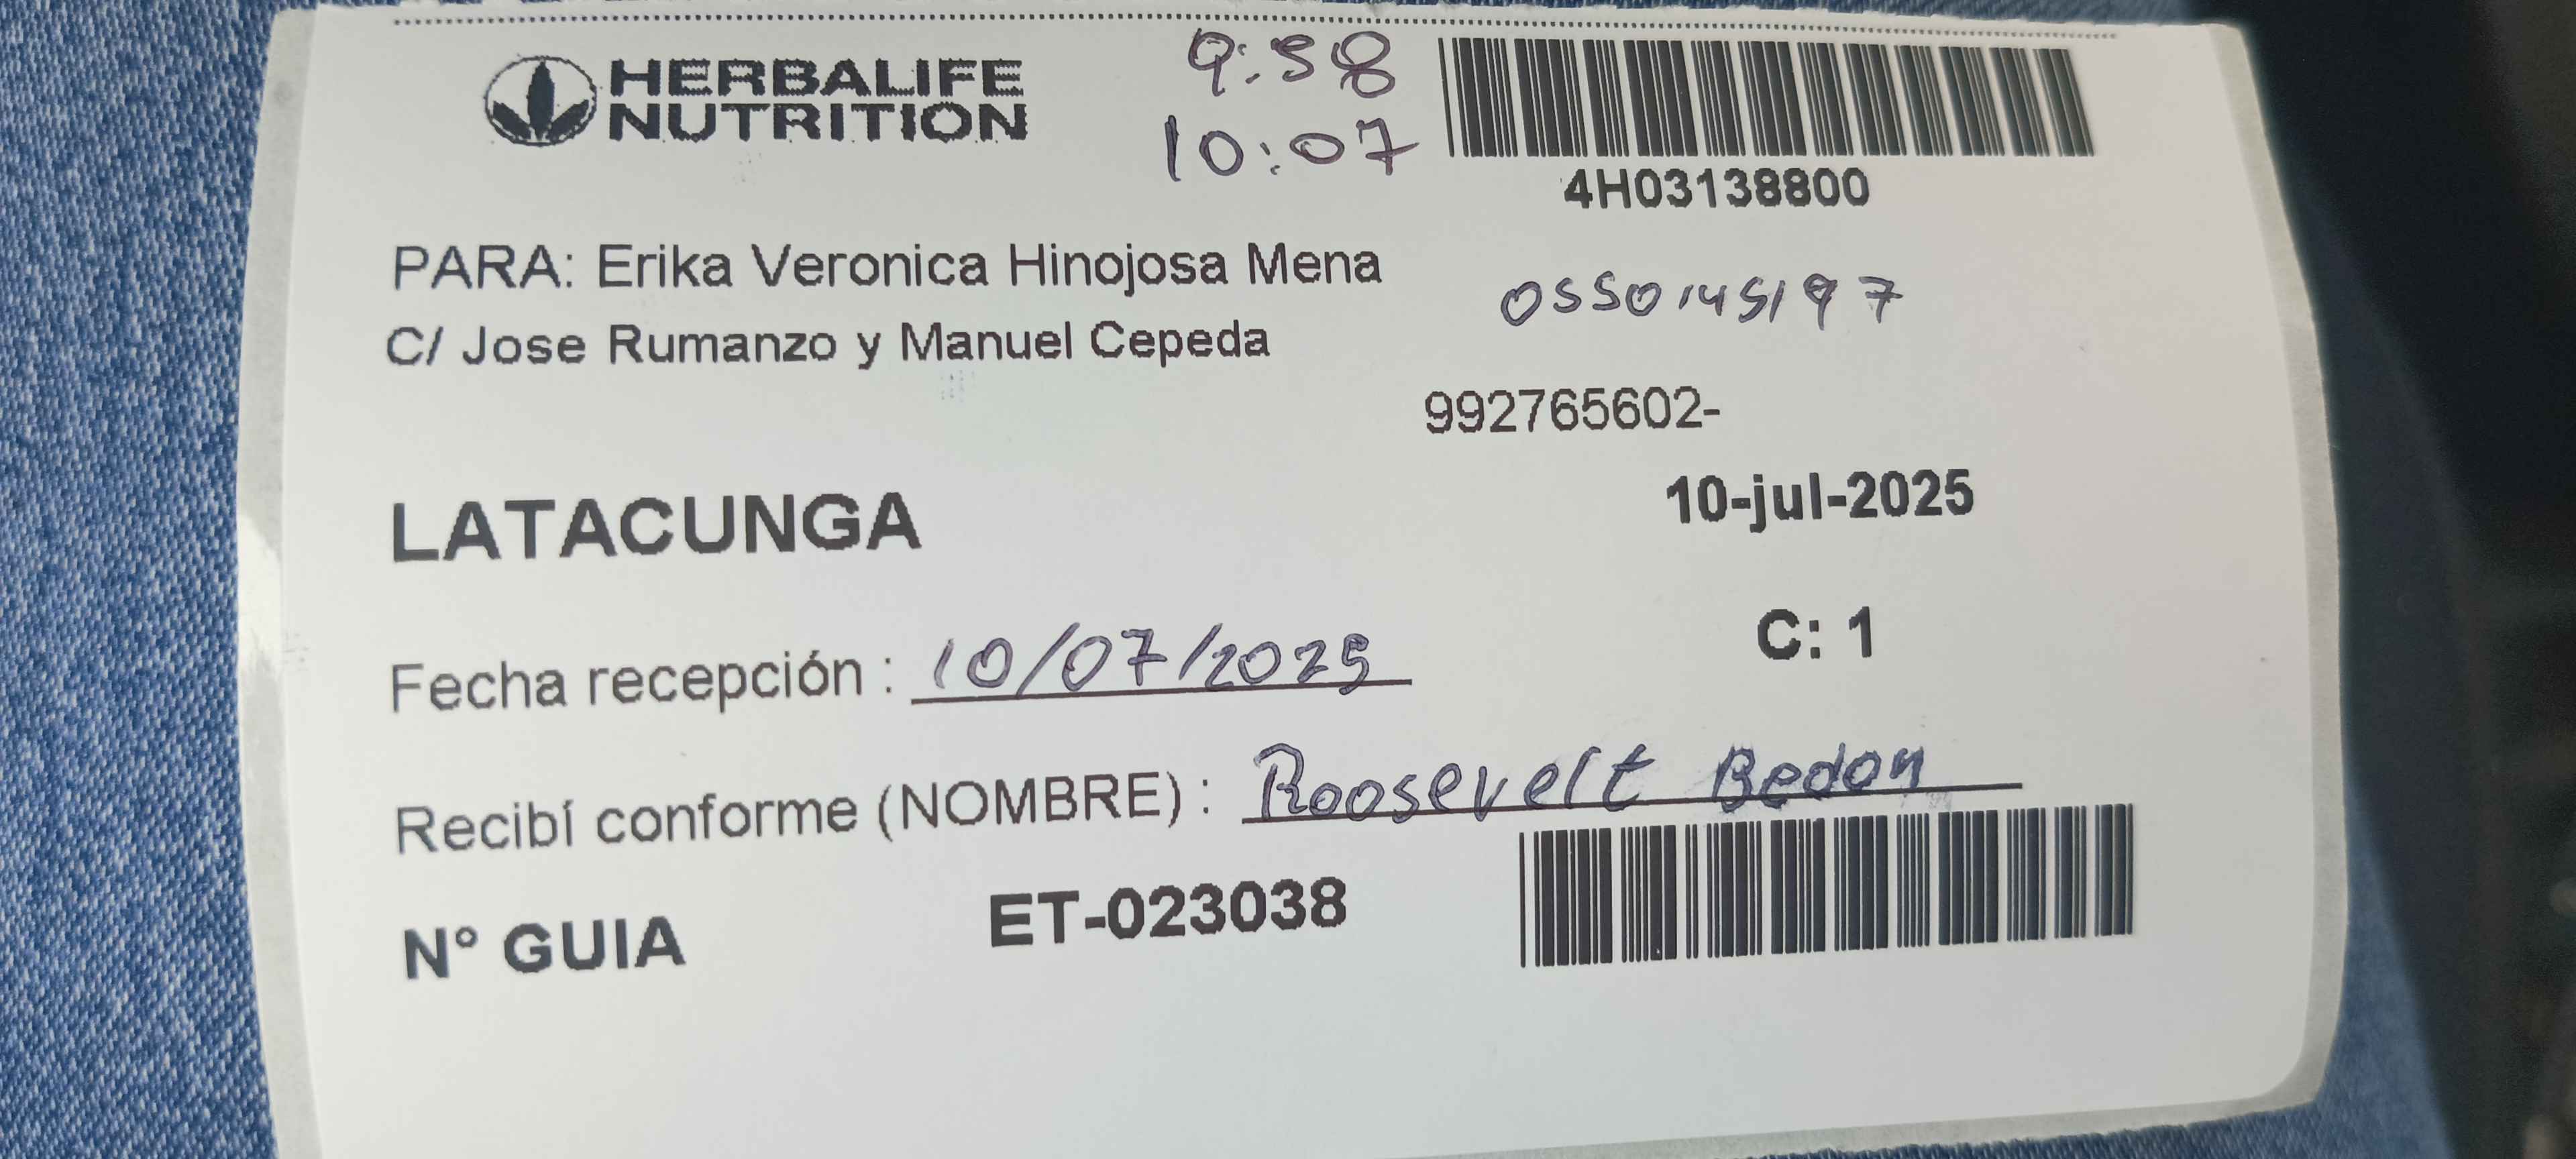 HERBALIFE
NUTRITION
9:58
10:07
4H03138800
PARA: Erika Veronica Hinojosa Mena
C/ Jose Rumanzo y Manuel Cepeda
0550145197
992765602-
LATACUNGA
10-jul-2025
C: 1
Fecha recepción : 10/07/2025
Recibí conforme (NOMBRE) : Roosevelt Bedon
N° GUIA ET-023038